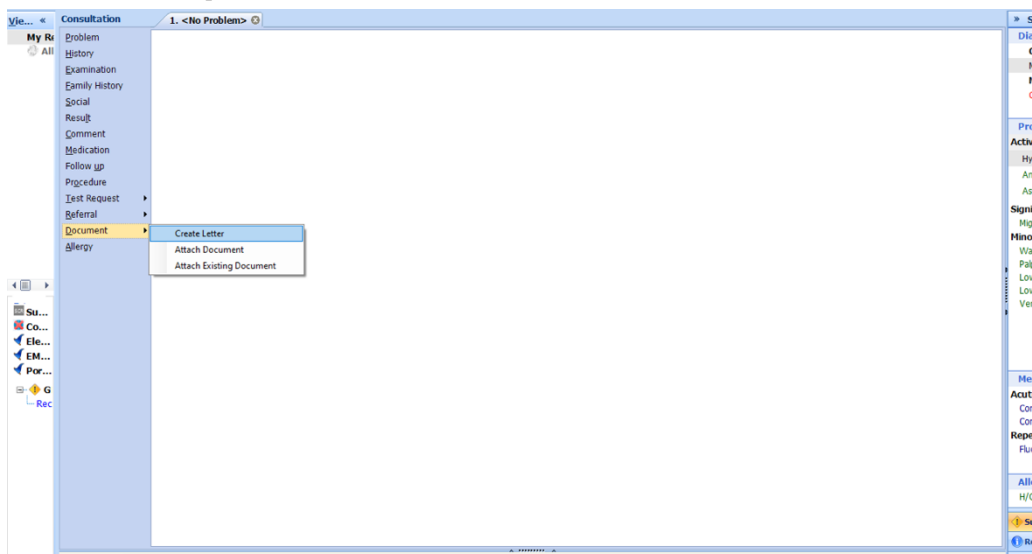 Vie... «
My Re
All
Su...
Co...
Ele...
EM...
Por...
G
Rec
Consultation
Problem
History
Examination
Family History
Social
Result
Comment
Medication
Follow up
Procedure
Test Request
Referral
Document
Allergy
1. <No Problem>
Create Letter
Attach Document
Attach Existing Document
» S
Dia
Pro
Activ
Hy
An
As
Signi
Mig
Mino
Wa
Pal
Lov
Lov
Ver
Me
Acut
Cor
Cor
Repe
Flu
All
H/C
Su
Re